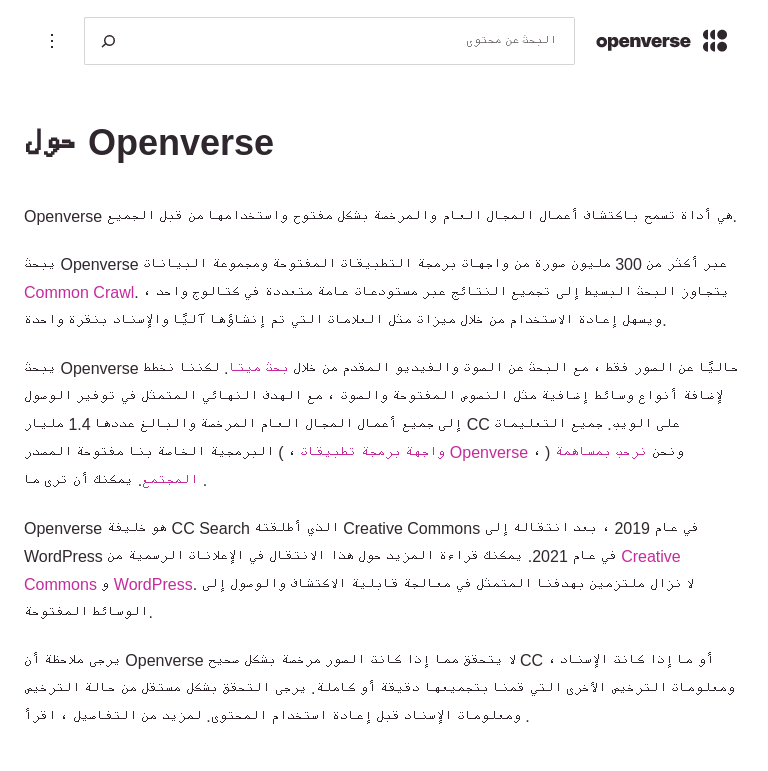 openverse
البحث عن محتوى
حول Openverse
Openverse هي أداة تسمح باكتشاف أعمال المجال العام والمرخصة بشكل مفتوح واستخدامها من قبل الجميع.
يبحث Openverse عبر أكثر من 300 مليون صورة من واجهات برمجة التطبيقات المفتوحة ومجموعة البيانات
Common Crawl. يتجاوز البحث البسيط إلى تجميع النتائج عبر مستودعات عامة متعددة في كتالوج واحد ،
ويسهل إعادة الاستخدام من خلال ميزات مثل العلامات التي تم إنشاؤها آليًا والإسناد بنقرة واحدة.
يبحث Openverse حاليًا عن الصور فقط ، مع البحث عن الصوت والفيديو المقدم من خلال بحث ميتا. لكننا نخطط
لإضافة أنواع وسائط إضافية مثل النصوص المفتوحة والصوت ، مع الهدف النهائي المتمثل في توفير الوصول
إلى جميع أعمال المجال العام المرخصة والبالغ عددها 1.4 مليار CC على الويب. جميع التعليمات
البرمجية الخاصة بنا مفتوحة المصدر ( ، واجهة برمجة تطبيقات Openverse ، ) ونحن نرحب بمساهمة
المجتمع. يمكنك أن ترى ما .
Openverse هو خليفة CC Search الذي أطلقته Creative Commons في عام 2019 ، بعد انتقاله إلى
WordPress في عام 2021. يمكنك قراءة المزيد حول هذا الانتقال في الإعلانات الرسمية من Creative
Commons و WordPress. لا نزال ملتزمين بهدفنا المتمثل في معالجة قابلية الاكتشاف والوصول إلى
الوسائط المفتوحة.
يرجى ملاحظة أن Openverse لا يتحقق مما إذا كانت الصور مرخصة بشكل صحيح CC ، أو ما إذا كانت الإسناد
ومعلومات الترخيص الأخرى التي قمنا بتجميعها دقيقة أو كاملة. يرجى التحقق بشكل مستقل من حالة الترخيص
ومعلومات الإسناد قبل إعادة استخدام المحتوى. لمزيد من التفاصيل ، اقرأ .